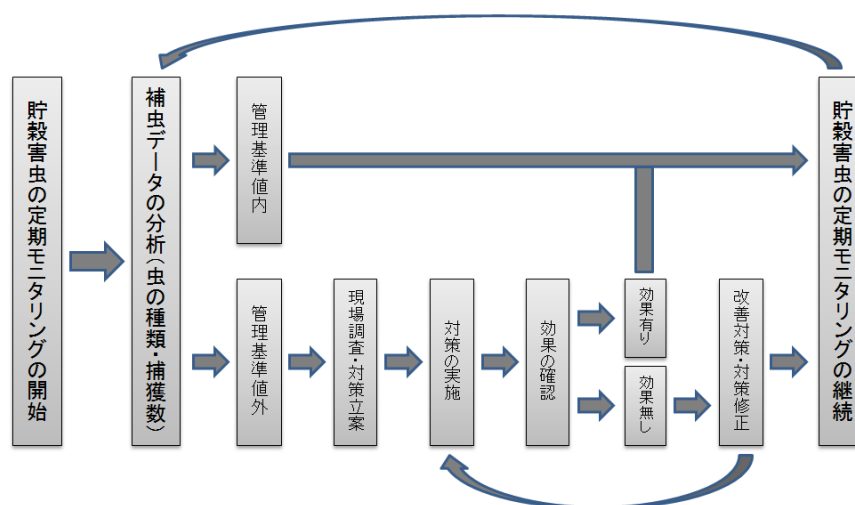 貯穀害虫の定期モニタリングの開始
補虫データの分析(虫の種類・捕獲数)
管理基準値内
管理基準値外
現場調査・対策立案
対策の実施
効果の確認
効果有り
効果無し
改善対策・対策修正
貯穀害虫の定期モニタリングの継続